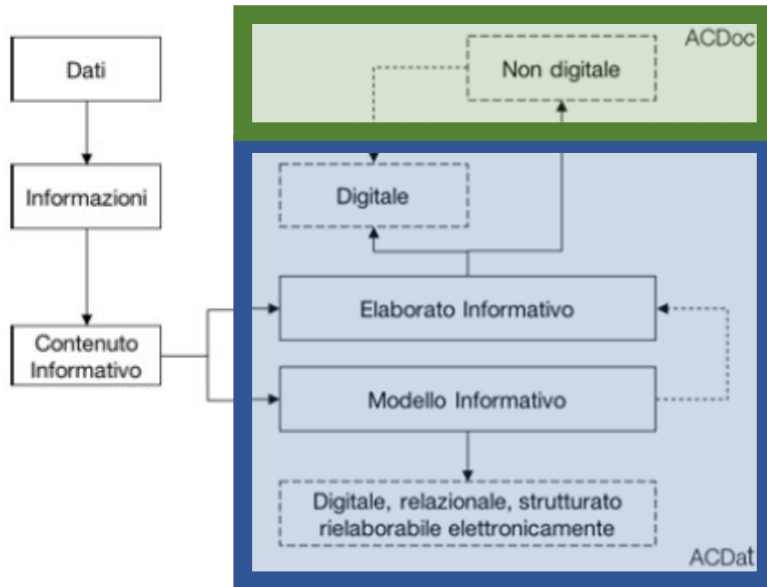 ACDoc
Dati
Non digitale
Informazioni
Digitale
Elaborato Informativo
Contenuto
Informativo
Modello Informativo
Digitale, relazionale, strutturato
rielaborabile elettronicamente
ACDat